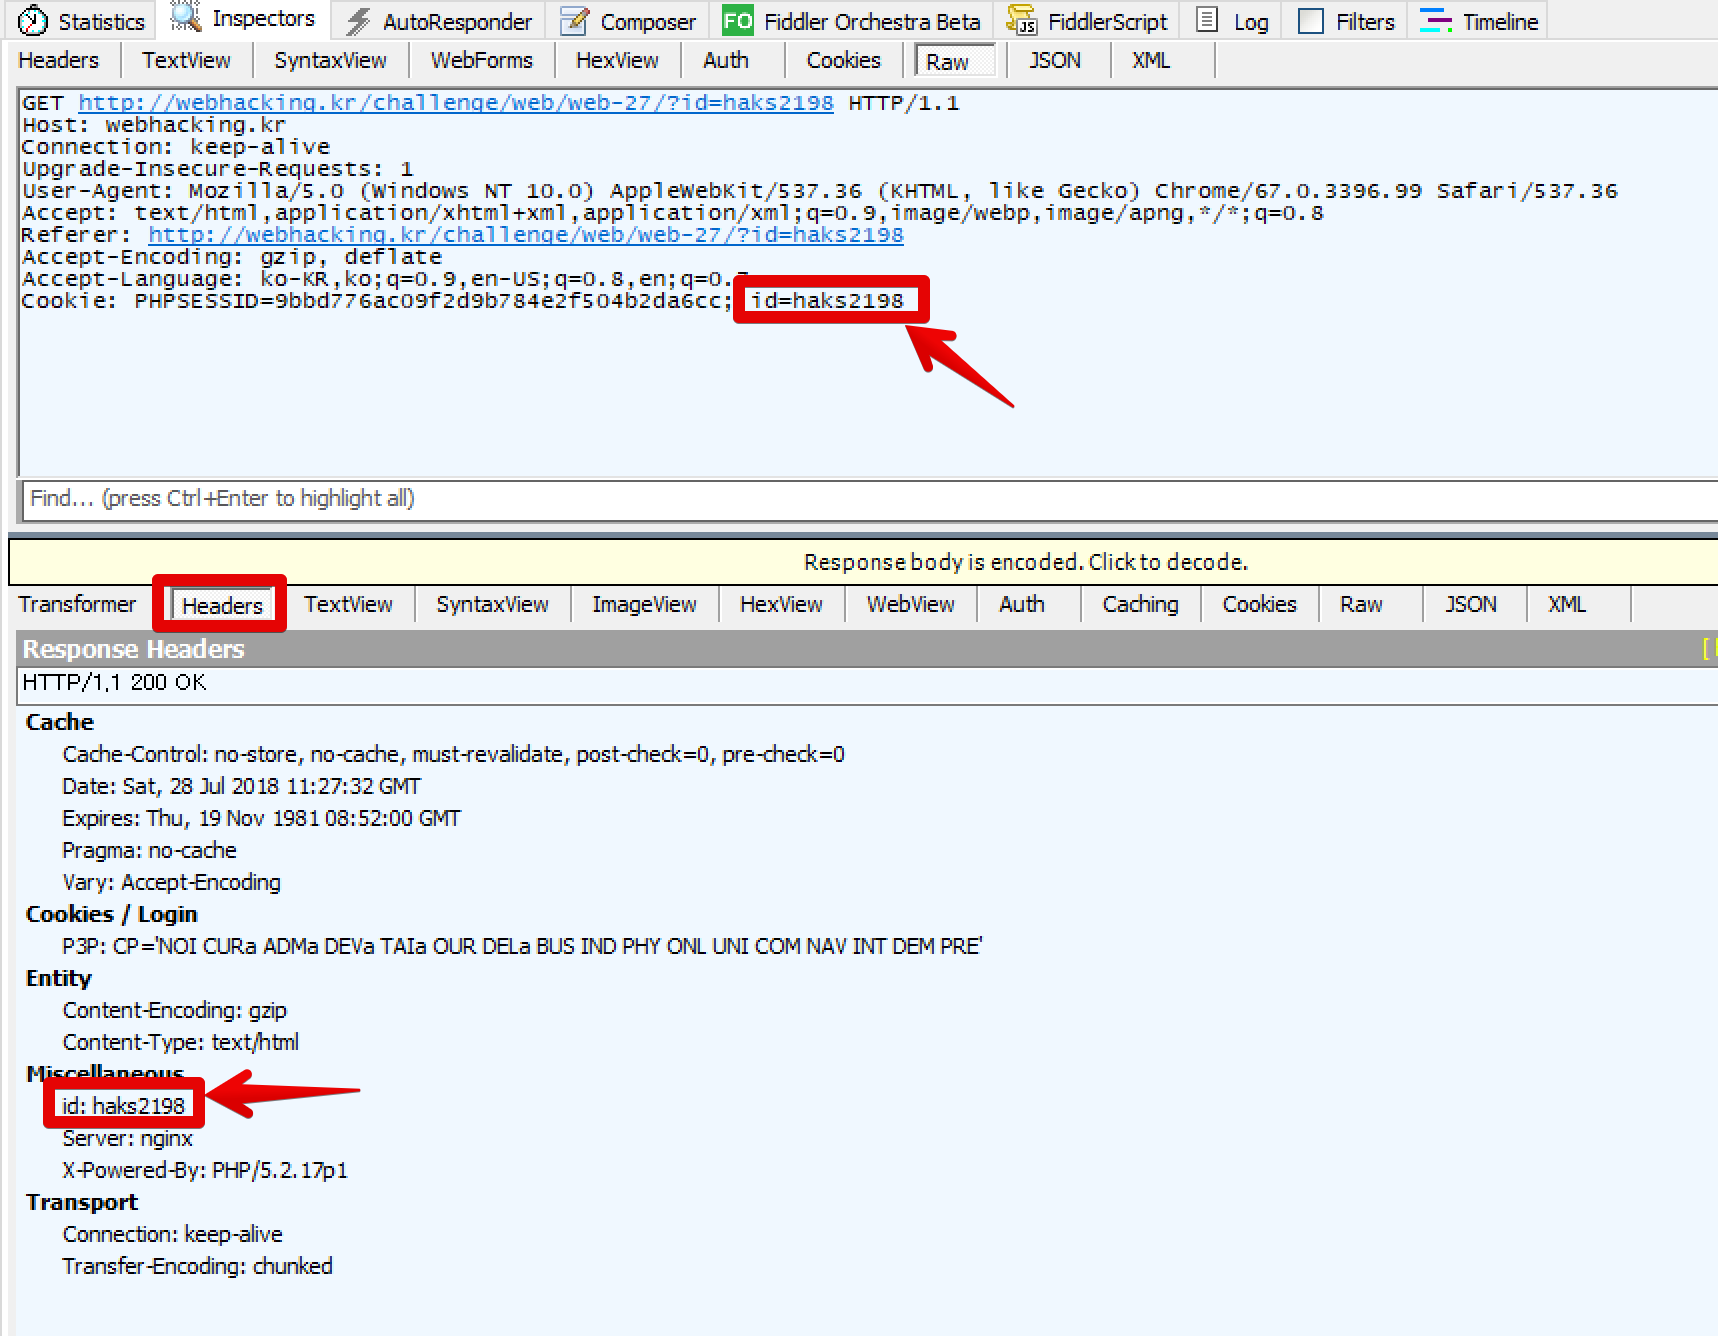 Statistics Inspectors AutoResponder Composer FO Fiddler Orchestra Beta JS FiddlerScript Log Filters Timeline
Headers TextView SyntaxView WebForms HexView Auth Cookies Raw JSON XML
GET http://webhacking.kr/challenge/web/web-27/?id=haks2198 HTTP/1.1
Host: webhacking.kr
Connection: keep-alive
Upgrade-Insecure-Requests: 1
User-Agent: Mozilla/5.0 (Windows NT 10.0) AppleWebKit/537.36 (KHTML, like Gecko) Chrome/67.0.3396.99 Safari/537.36
Accept: text/html,application/xhtml+xml,application/xml;q=0.9,image/webp,image/apng,*/*;q=0.8
Referer: http://webhacking.kr/challenge/web/web-27/?id=haks2198
Accept-Encoding: gzip, deflate
Accept-Language: ko-KR,ko;q=0.9,en-US;q=0.8,en;q=0.
Cookie: PHPSESSID=9bbd776ac09f2d9b784e2f504b2da6cc; id=haks2198
Find... (press Ctrl+Enter to highlight all)
Response body is encoded. Click to decode.
Transformer Headers TextView SyntaxView ImageView HexView WebView Auth Caching Cookies Raw JSON XML
Response Headers [
HTTP/1.1 200 OK
Cache
Cache-Control: no-store, no-cache, must-revalidate, post-check=0, pre-check=0
Date: Sat, 28 Jul 2018 11:27:32 GMT
Expires: Thu, 19 Nov 1981 08:52:00 GMT
Pragma: no-cache
Vary: Accept-Encoding
Cookies / Login
P3P: CP='NOI CURa ADMa DEVa TAIa OUR DELa BUS IND PHY ONL UNI COM NAV INT DEM PRE'
Entity
Content-Encoding: gzip
Content-Type: text/html
Miscellaneous
id: haks2198
Server: nginx
X-Powered-By: PHP/5.2.17p1
Transport
Connection: keep-alive
Transfer-Encoding: chunked